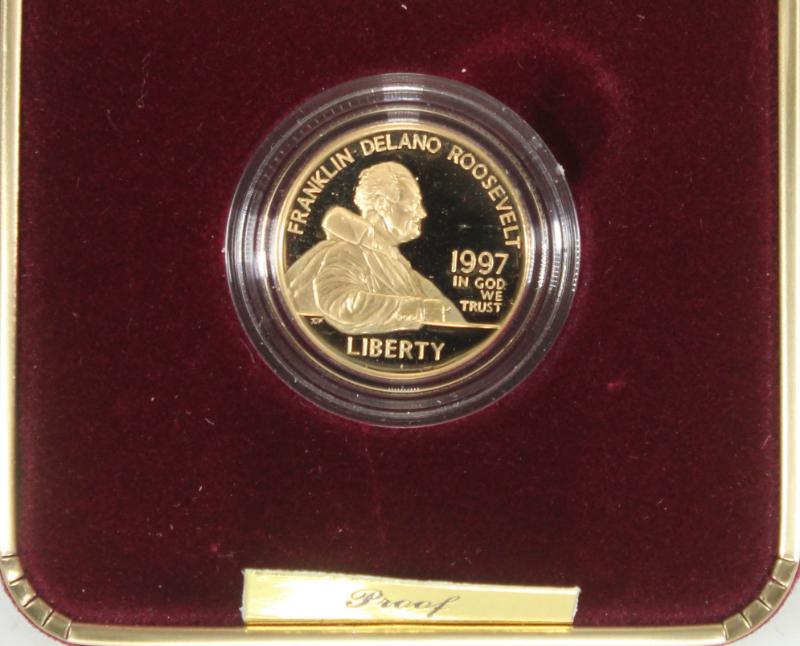 FRANKLIN DELANO ROOSEVELT
1997
IN GOD
WE
TRUST
LIBERTY
Proof